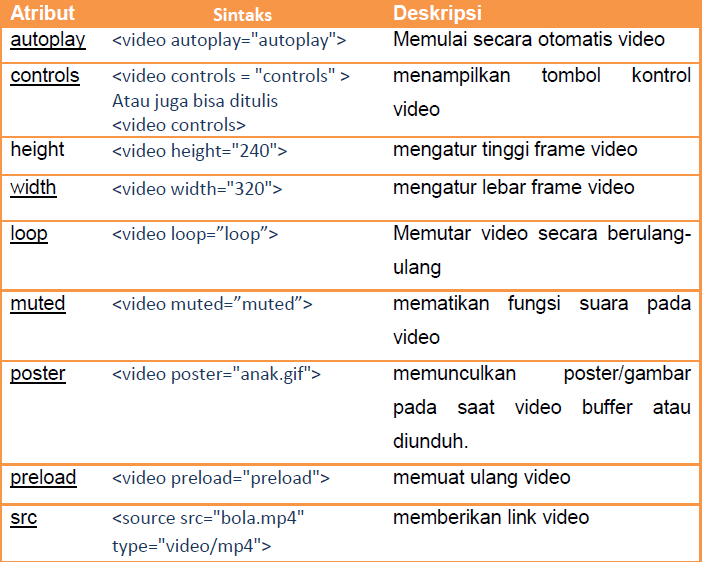 Atribut Sintaks Deskripsi
autoplay <video autoplay="autoplay"> Memulai secara otomatis video
controls <video controls = "controls" > menampilkan tombol kontrol
Atau juga bisa ditulis video
<video controls>
height <video height="240"> mengatur tinggi frame video
width <video width="320"> mengatur lebar frame video
loop <video loop=”loop”> Memutar video secara berulang-
ulang
muted <video muted=”muted”> mematikan fungsi suara pada
video
poster <video poster="anak.gif"> memunculkan poster/gambar
pada saat video buffer atau
diunduh.
preload <video preload="preload"> memuat ulang video
src <source src="bola.mp4" memberikan link video
type="video/mp4">